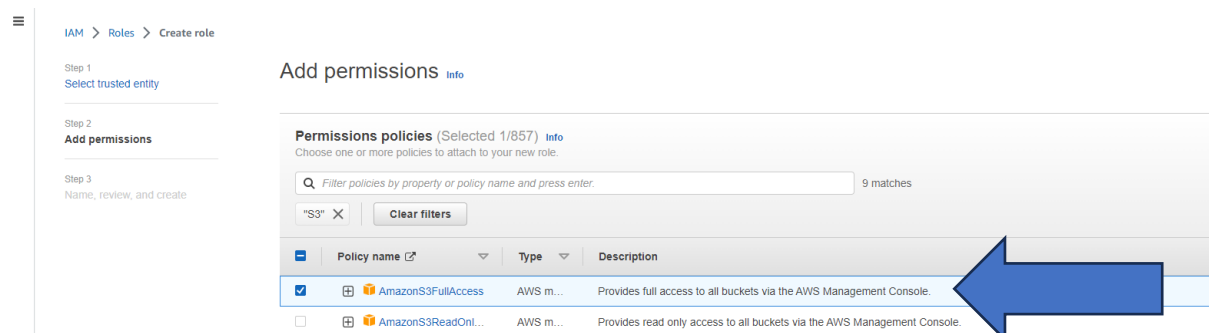 IAM > Roles > Create role
Step 1
Select trusted entity
Step 2
Add permissions
Step 3
Name, review, and create
Add permissions Info
Permissions policies (Selected 1/857) Info
Choose one or more policies to attach to your new role.
Filter policies by property or policy name and press enter.
9 matches
"S3"
Clear filters
Policy name Type Description
AmazonS3FullAccess AWS m... Provides full access to all buckets via the AWS Management Console.
AmazonS3ReadOnl... AWS m... Provides read only access to all buckets via the AWS Management Console.